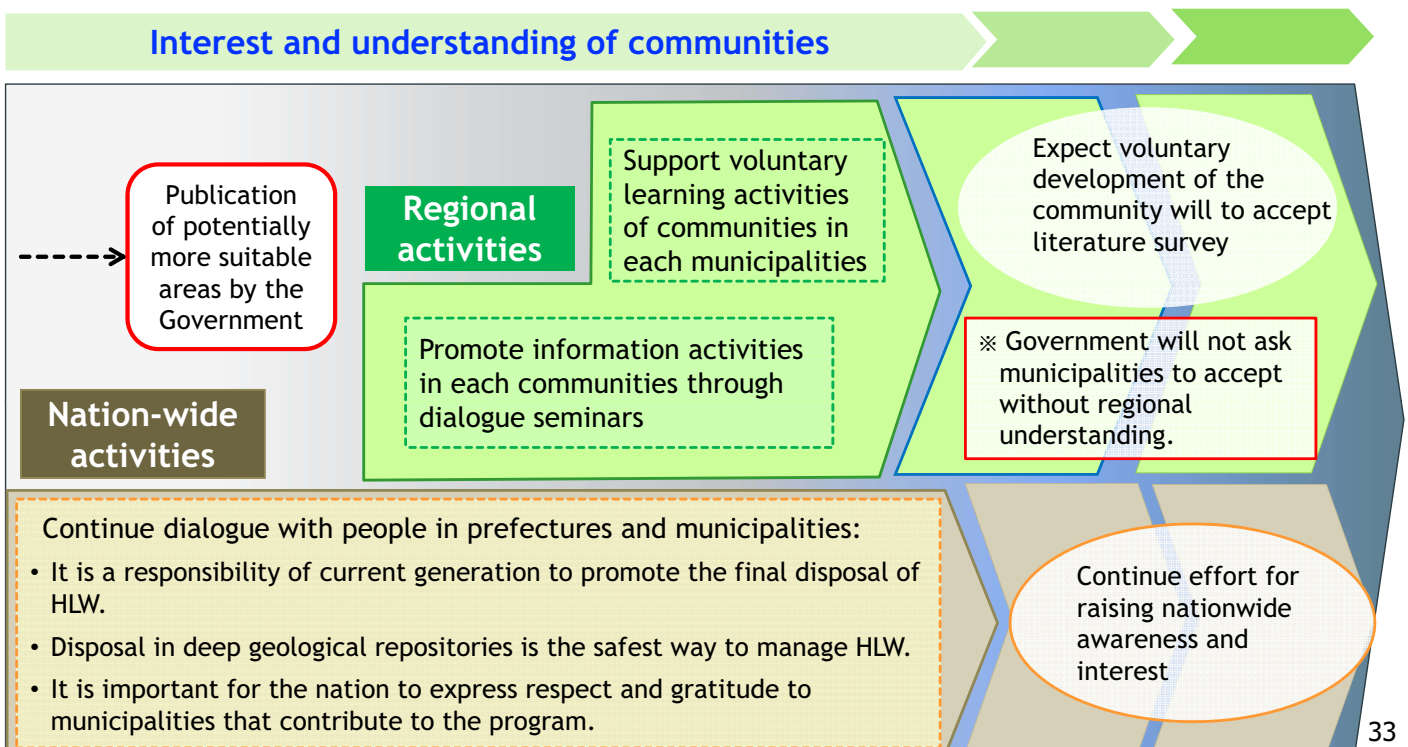 Interest and understanding of communities
Publication
of potentially
more suitable
areas by the
Government
Regional
activities
Support voluntary
learning activities
of communities in
each municipalities
Promote information activities
in each communities through
dialogue seminars
Expect voluntary
development of the
community will to accept
literature survey
※ Government will not ask
municipalities to accept
without regional
understanding.
Nation-wide
activities
Continue dialogue with people in prefectures and municipalities:
• It is a responsibility of current generation to promote the final disposal of
HLW.
• Disposal in deep geological repositories is the safest way to manage HLW.
• It is important for the nation to express respect and gratitude to
municipalities that contribute to the program.
Continue effort for
raising nationwide
awareness and
interest
33